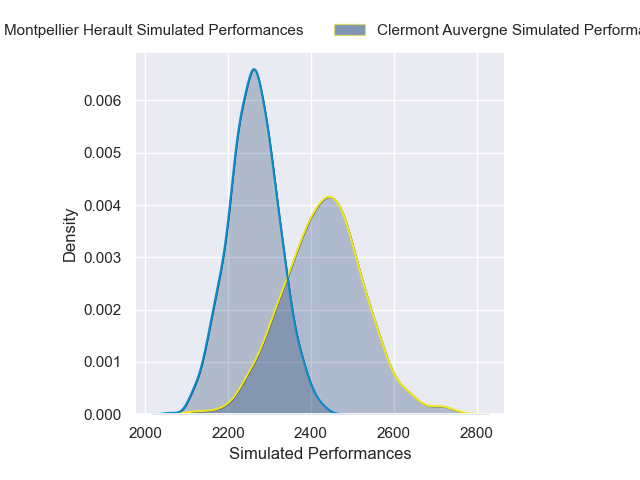 Montpellier Herault Simulated Performances
Clermont Auvergne Simulated Performa
0.006
0.005
0.004
0.003
0.002
0.001
0.000
Density
2000 2200 2400 2600 2800
Simulated Performances